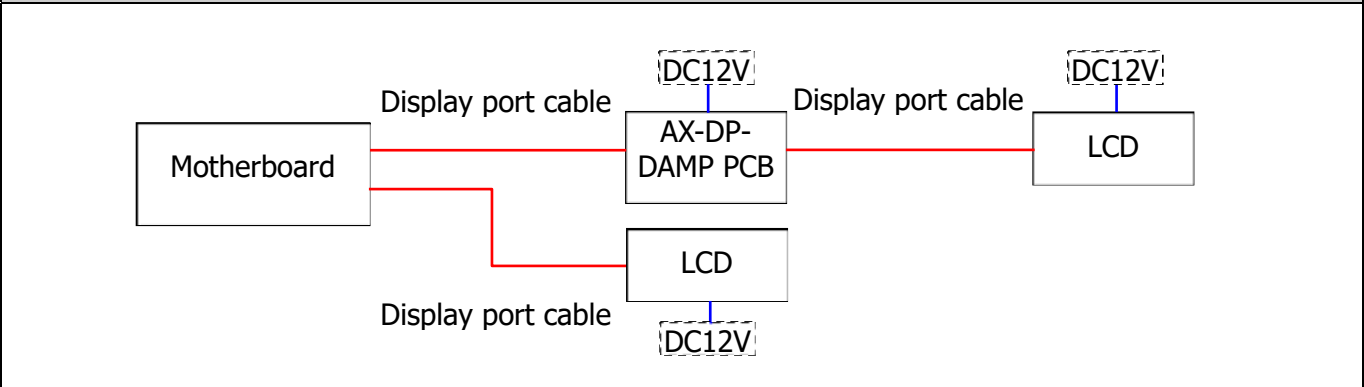 DC12V
DC12V
Display port cable
Display port cable
Motherboard
AX-DP-
DAMP PCB
LCD
LCD
Display port cable
DC12V